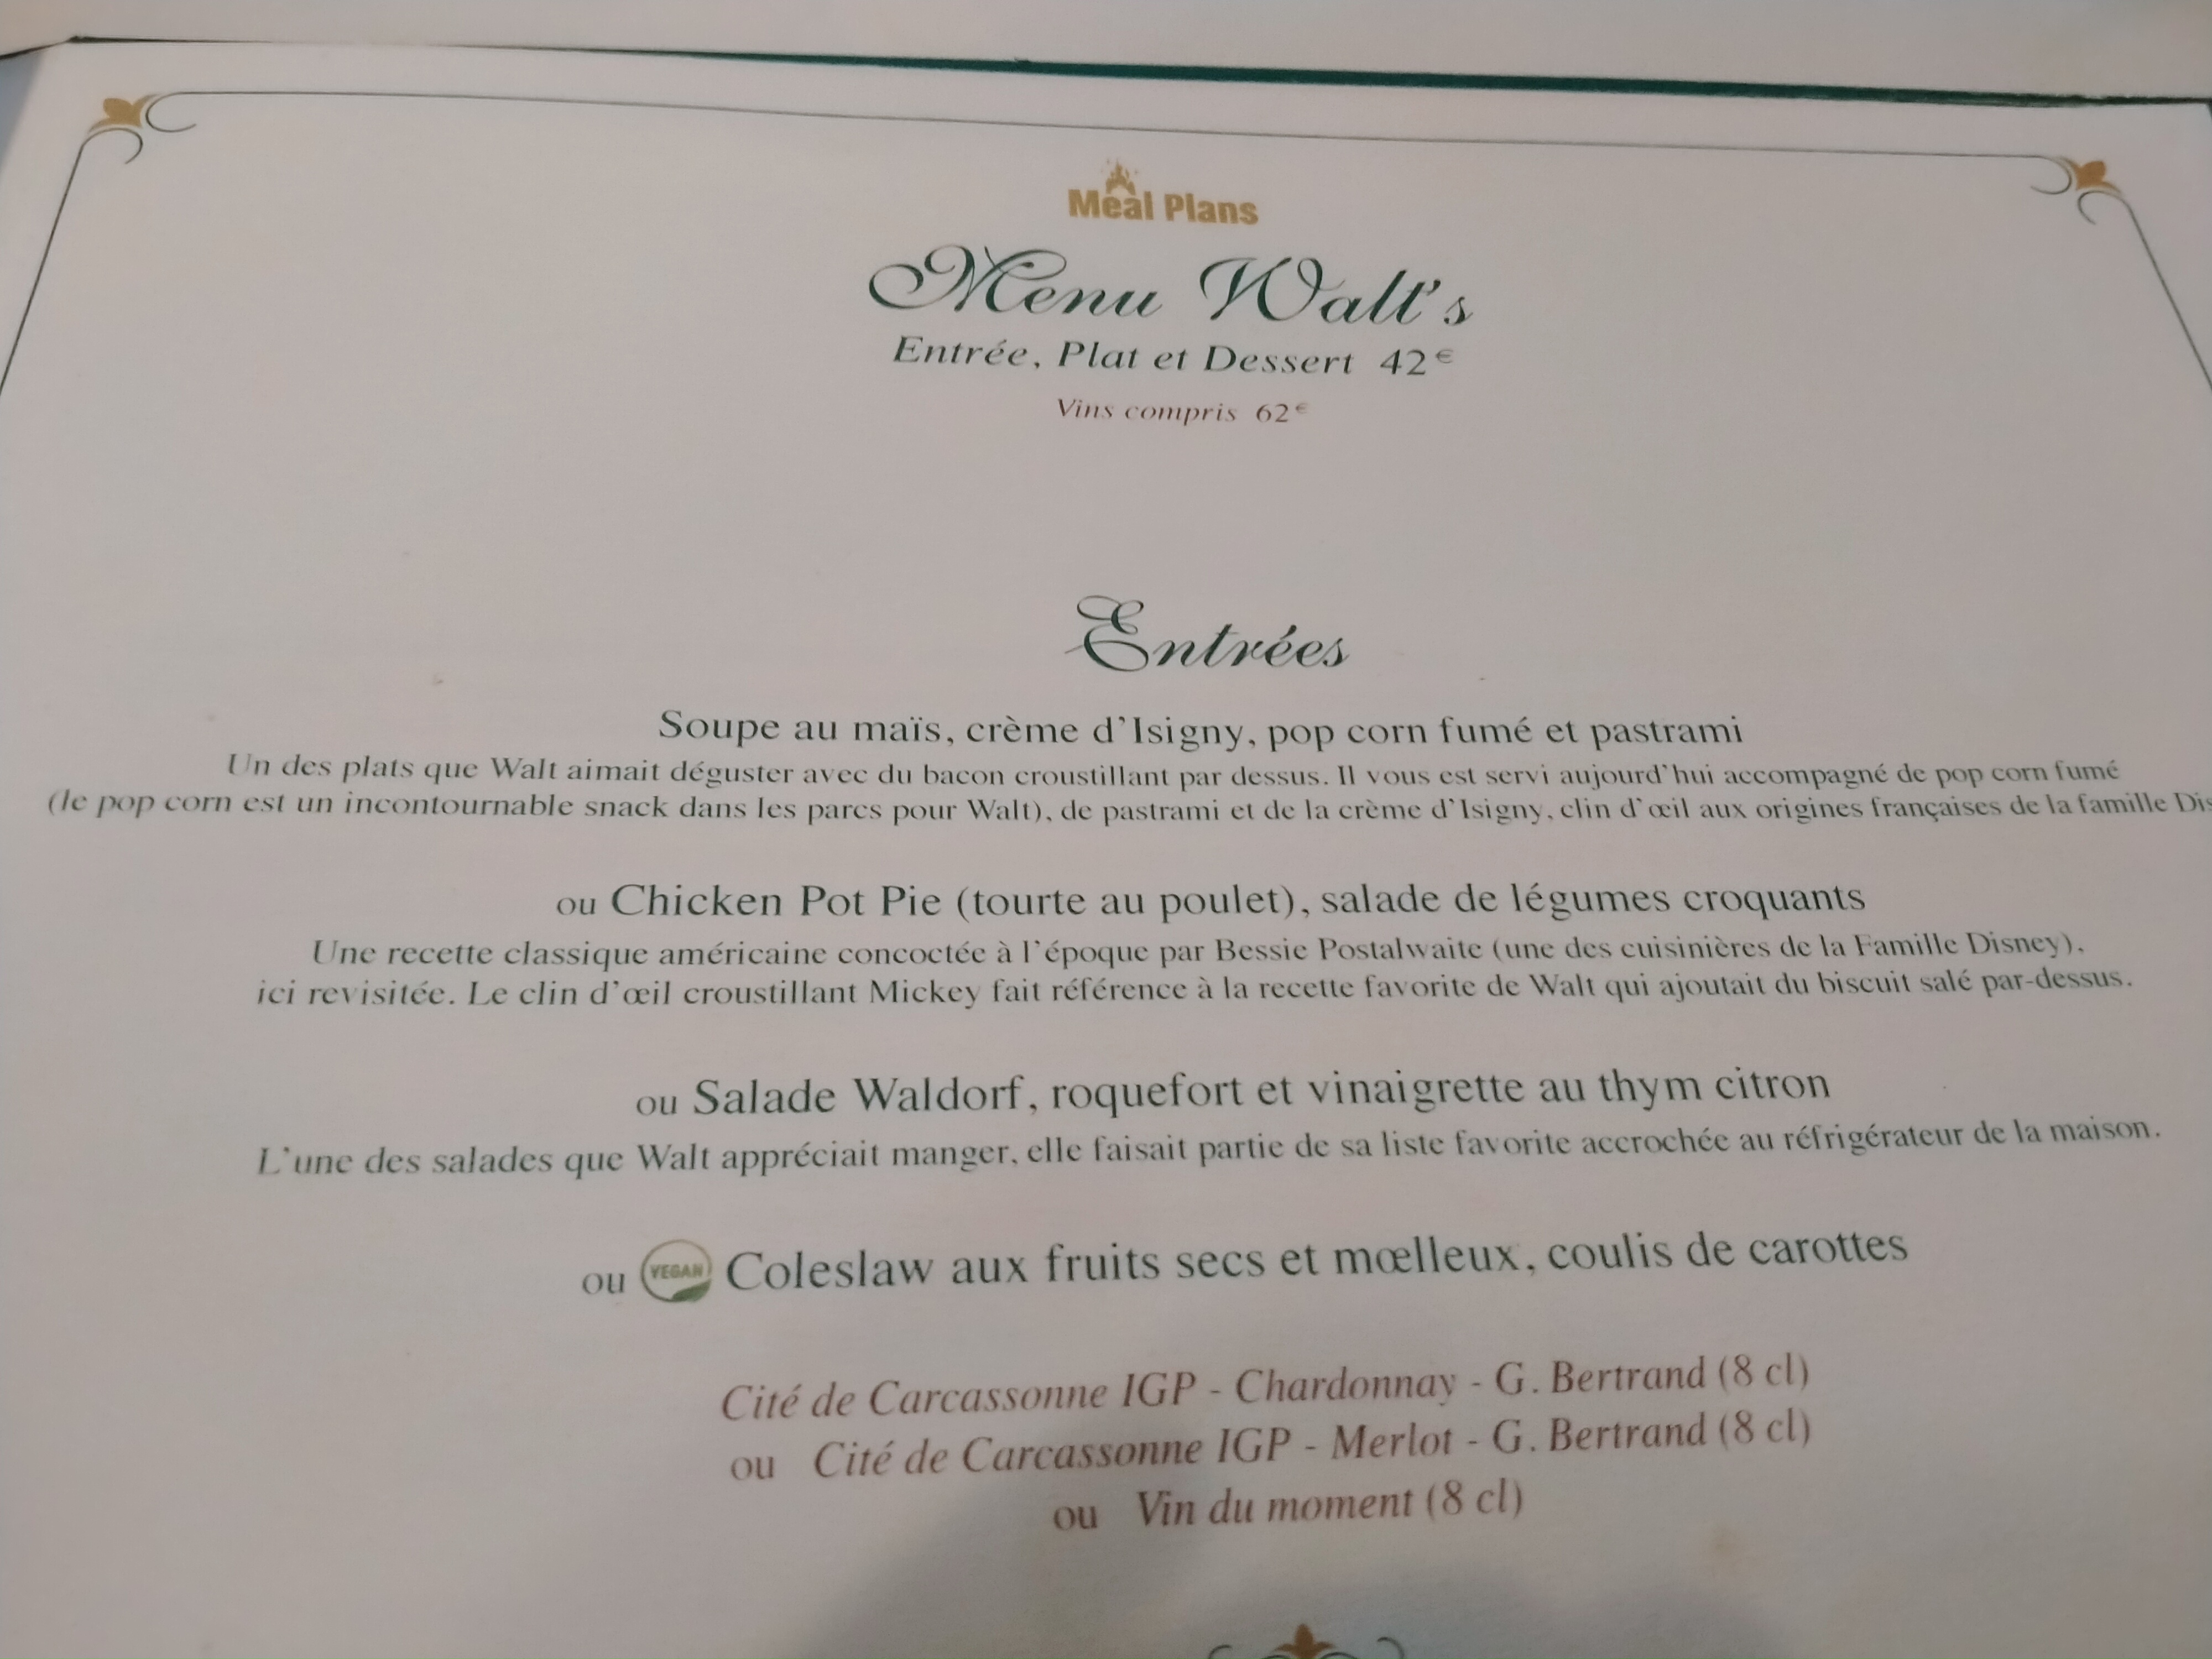 Meal Plans
Menu Walt's
Entrée, Plat et Dessert 42€
Vins compris 62€
Entrées
Soupe au maïs, crème d'Isigny, pop corn fumé et pastrami
Un des plats que Walt aimait déguster avec du bacon croustillant par dessus. Il vous est servi aujourd'hui accompagné de pop corn fumé
(le pop corn est un incontournable snack dans les parcs pour Walt), de pastrami et de la crème d'Isigny, clin d'œil aux origines françaises de la famille Dis
ou Chicken Pot Pie (tourte au poulet), salade de légumes croquants
Une recette classique américaine concoctée à l'époque par Bessie Postalwaite (une des cuisinières de la Famille Disney),
ici revisitée. Le clin d'œil croustillant Mickey fait référence à la recette favorite de Walt qui ajoutait du biscuit salé par-dessus.
ou Salade Waldorf, roquefort et vinaigrette au thym citron
L'une des salades que Walt appréciait manger, elle faisait partie de sa liste favorite accrochée au réfrigérateur de la maison.
ou VEGAN Coleslaw aux fruits secs et mœlleux, coulis de carottes
Cité de Carcassonne IGP - Chardonnay - G. Bertrand (8 cl)
ou Cité de Carcassonne IGP - Merlot - G. Bertrand (8 cl)
ou Vin du moment (8 cl)